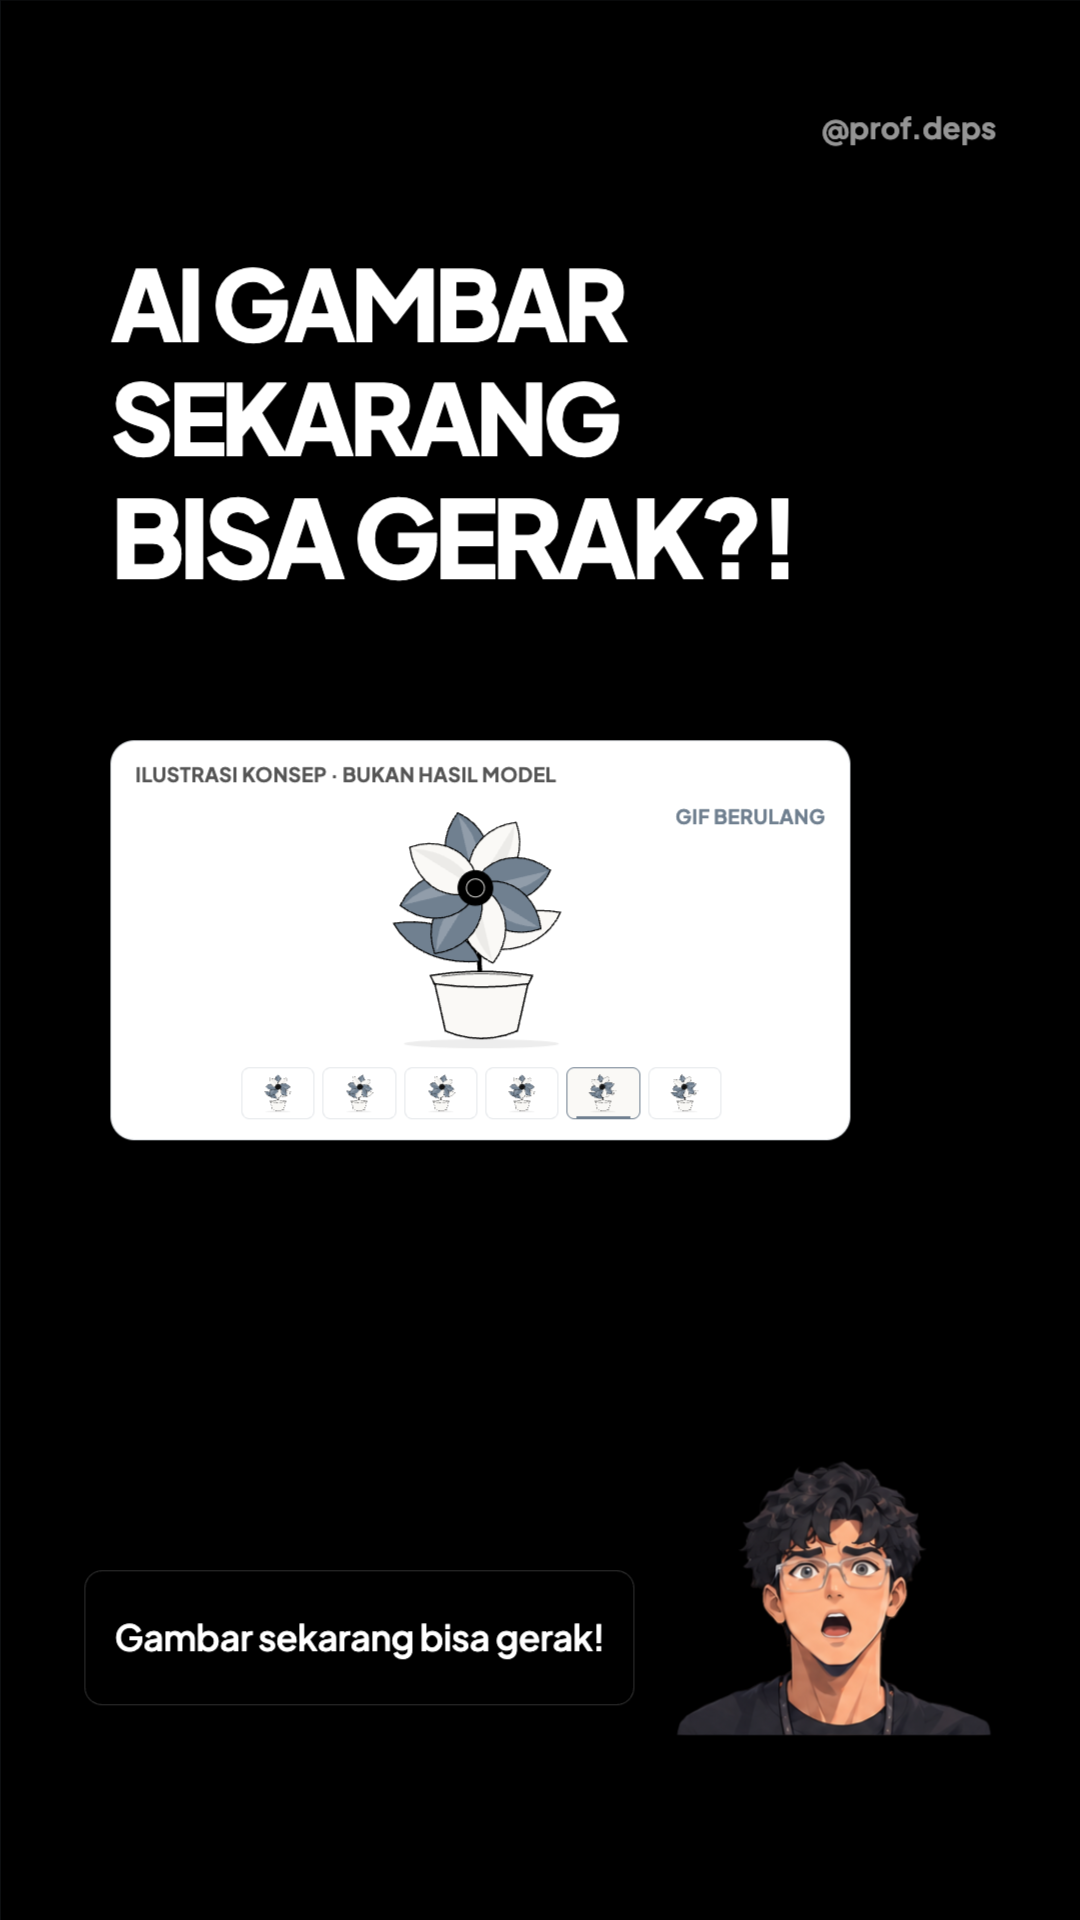 @prof.deps
AI GAMBAR
SEKARANG
BISA GERAK?!
ILUSTRASI KONSEP · BUKAN HASIL MODEL
GIF BERULANG
Gambar sekarang bisa gerak!